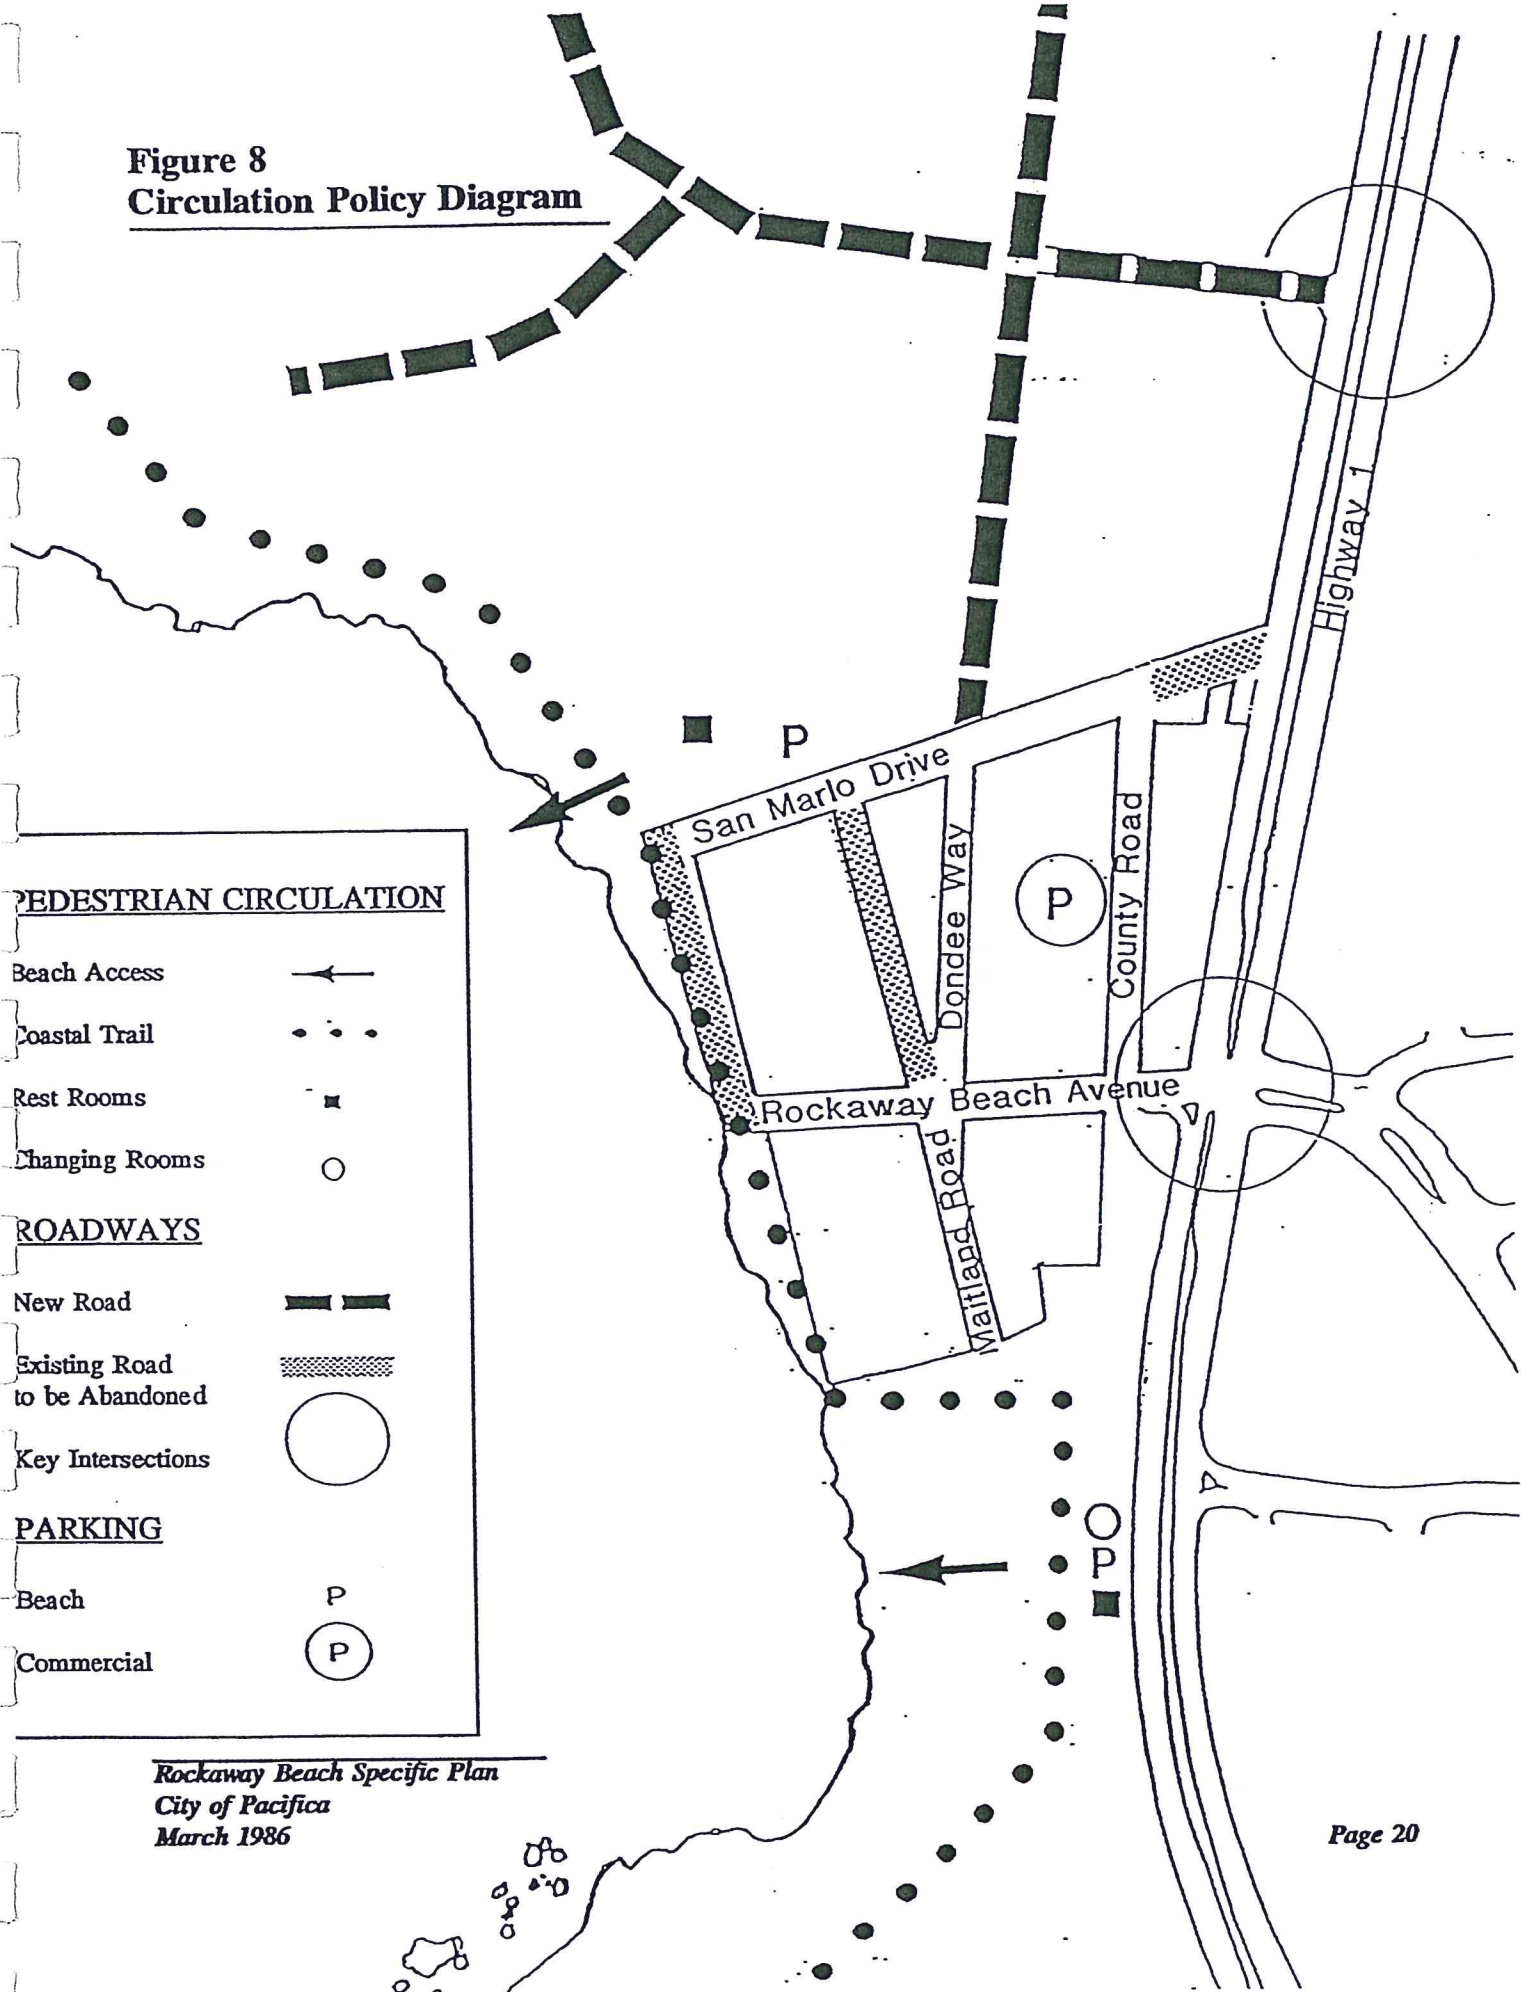 Figure 8
Circulation Policy Diagram
Highway 1
P
San Marlo Drive
Dondee Way
P
County Road
Rockaway Beach Avenue
Maitland Road
P
PEDESTRIAN CIRCULATION
Beach Access
Coastal Trail
Rest Rooms
Changing Rooms
ROADWAYS
New Road
Existing Road
to be Abandoned
Key Intersections
PARKING
Beach P
Commercial P
Rockaway Beach Specific Plan
City of Pacifica
March 1986
Page 20